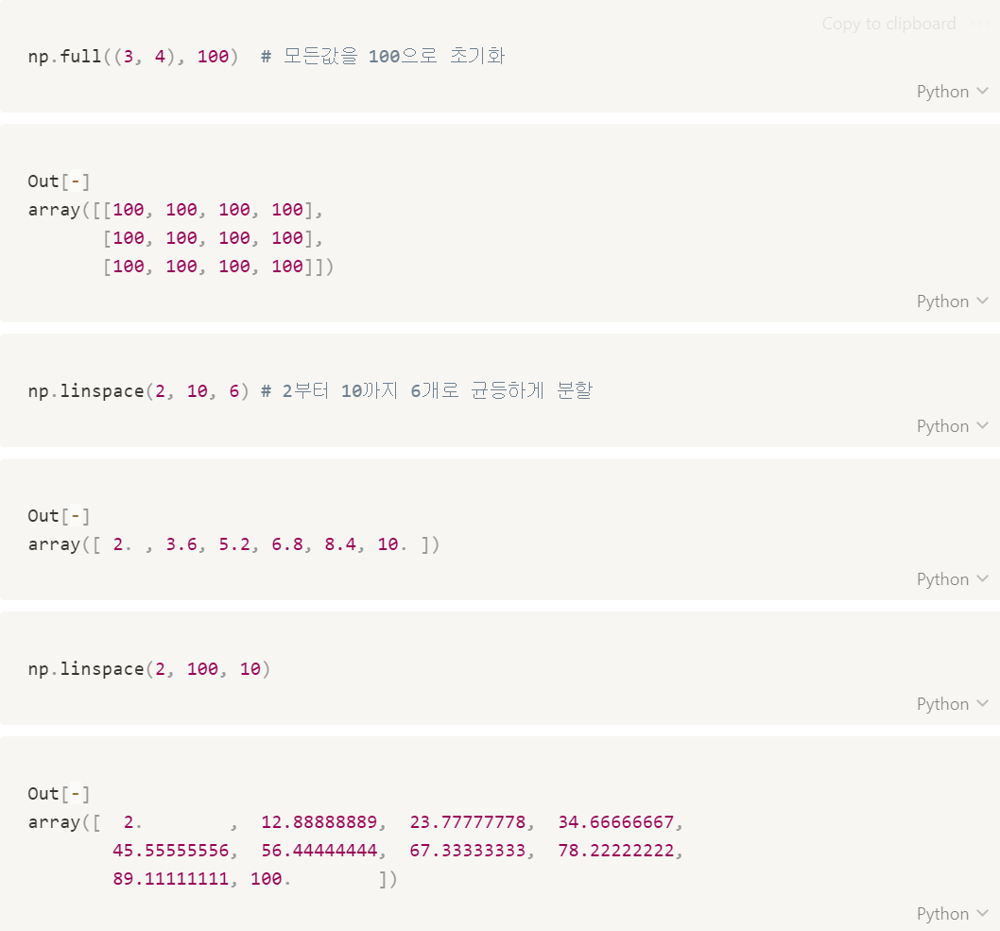 Copy to clipboard ···
np.full((3, 4), 100)  # 모든값을 100으로 초기화
Python
Out[-]
array([[100, 100, 100, 100],
       [100, 100, 100, 100],
       [100, 100, 100, 100]])
Python
np.linspace(2, 10, 6) # 2부터 10까지 6개로 균등하게 분할
Python
Out[-]
array([ 2. , 3.6, 5.2, 6.8, 8.4, 10. ])
Python
np.linspace(2, 100, 10)
Python
Out[-]
array([  2.        ,  12.88888889,  23.77777778,  34.66666667,
        45.55555556,  56.44444444,  67.33333333,  78.22222222,
        89.11111111, 100.        ])
Python